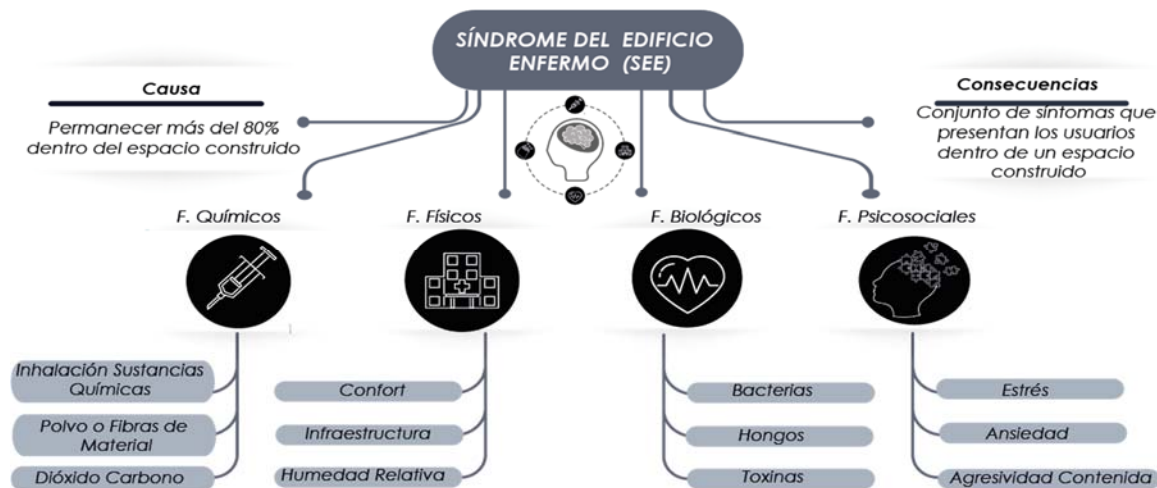 SÍNDROME DEL EDIFICIO
ENFERMO (SEE)
Causa
Permanecer más del 80%
dentro del espacio construido
Consecuencias
Conjunto de síntomas que
presentan los usuarios
dentro de un espacio
construido
F. Químicos
F. Físicos
F. Biológicos
F. Psicosociales
Inhalación Sustancias
Químicas
Polvo o Fibras de
Material
Dióxido Carbono
Confort
Infraestructura
Humedad Relativa
Bacterias
Hongos
Toxinas
Estrés
Ansiedad
Agresividad Contenida